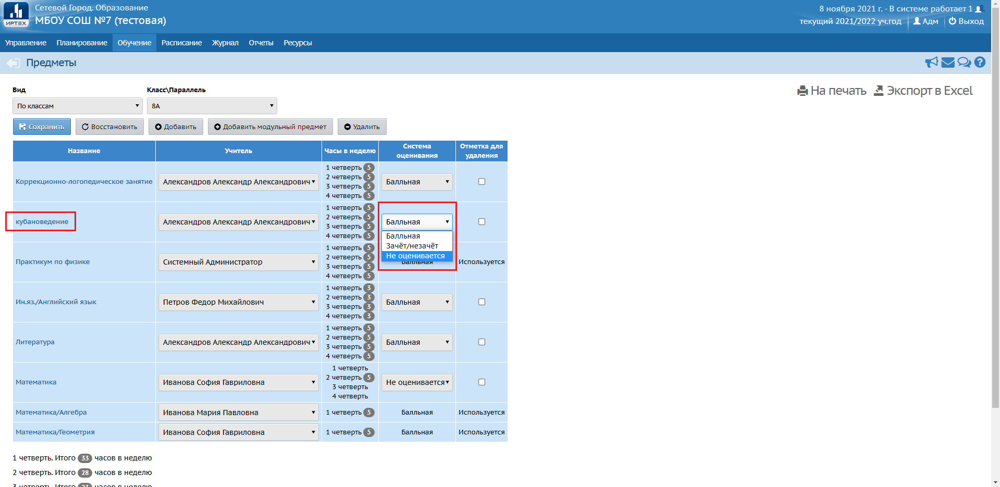 Сетевой Город. Образование
МБОУ СОШ №7 (тестовая)
ИРТЕХ
8 ноября 2021 г. - В системе работает 1
текущий 2021/2022 уч.год
Адм
Выход
Управление Планирование Обучение Расписание Журнал Отчеты Ресурсы
Предметы
Вид
Класс\Параллель
По классам
8А
На печать
Экспорт в Excel
Сохранить Восстановить Добавить Добавить модульный предмет Удалить
Название Учитель Часы в неделю Система оценивания Отметка для удаления
Коррекционно-логопедическое занятие
Александров Александр Александрович
1 четверть 5
2 четверть 5
3 четверть 5
4 четверть 5
Балльная
кубановедение
Александров Александр Александрович
1 четверть 5
2 четверть 5
3 четверть 5
4 четверть 5
Балльная
Балльная
Зачёт/незачёт
Не оценивается
Практикум по физике
Системный Администратор
1 четверть 5
2 четверть 5
3 четверть 5
4 четверть 5
Балльная
Используется
Ин.яз./Английский язык
Петров Федор Михайлович
1 четверть 3
2 четверть 3
3 четверть 3
4 четверть 3
Балльная
Литература
Александров Александр Александрович
1 четверть 5
2 четверть 5
3 четверть 5
4 четверть 5
Балльная
Математика
Иванова София Гавриловна
1 четверть
2 четверть 5
3 четверть
4 четверть
Не оценивается
Математика/Алгебра
Иванова Мария Павловна
1 четверть 5
Балльная
Используется
Математика/Геометрия
Иванова София Гавриловна
1 четверть 5
Балльная
Используется
1 четверть. Итого 33 часов в неделю
2 четверть. Итого 28 часов в неделю
3 четверть. Итого 23 часов в неделю